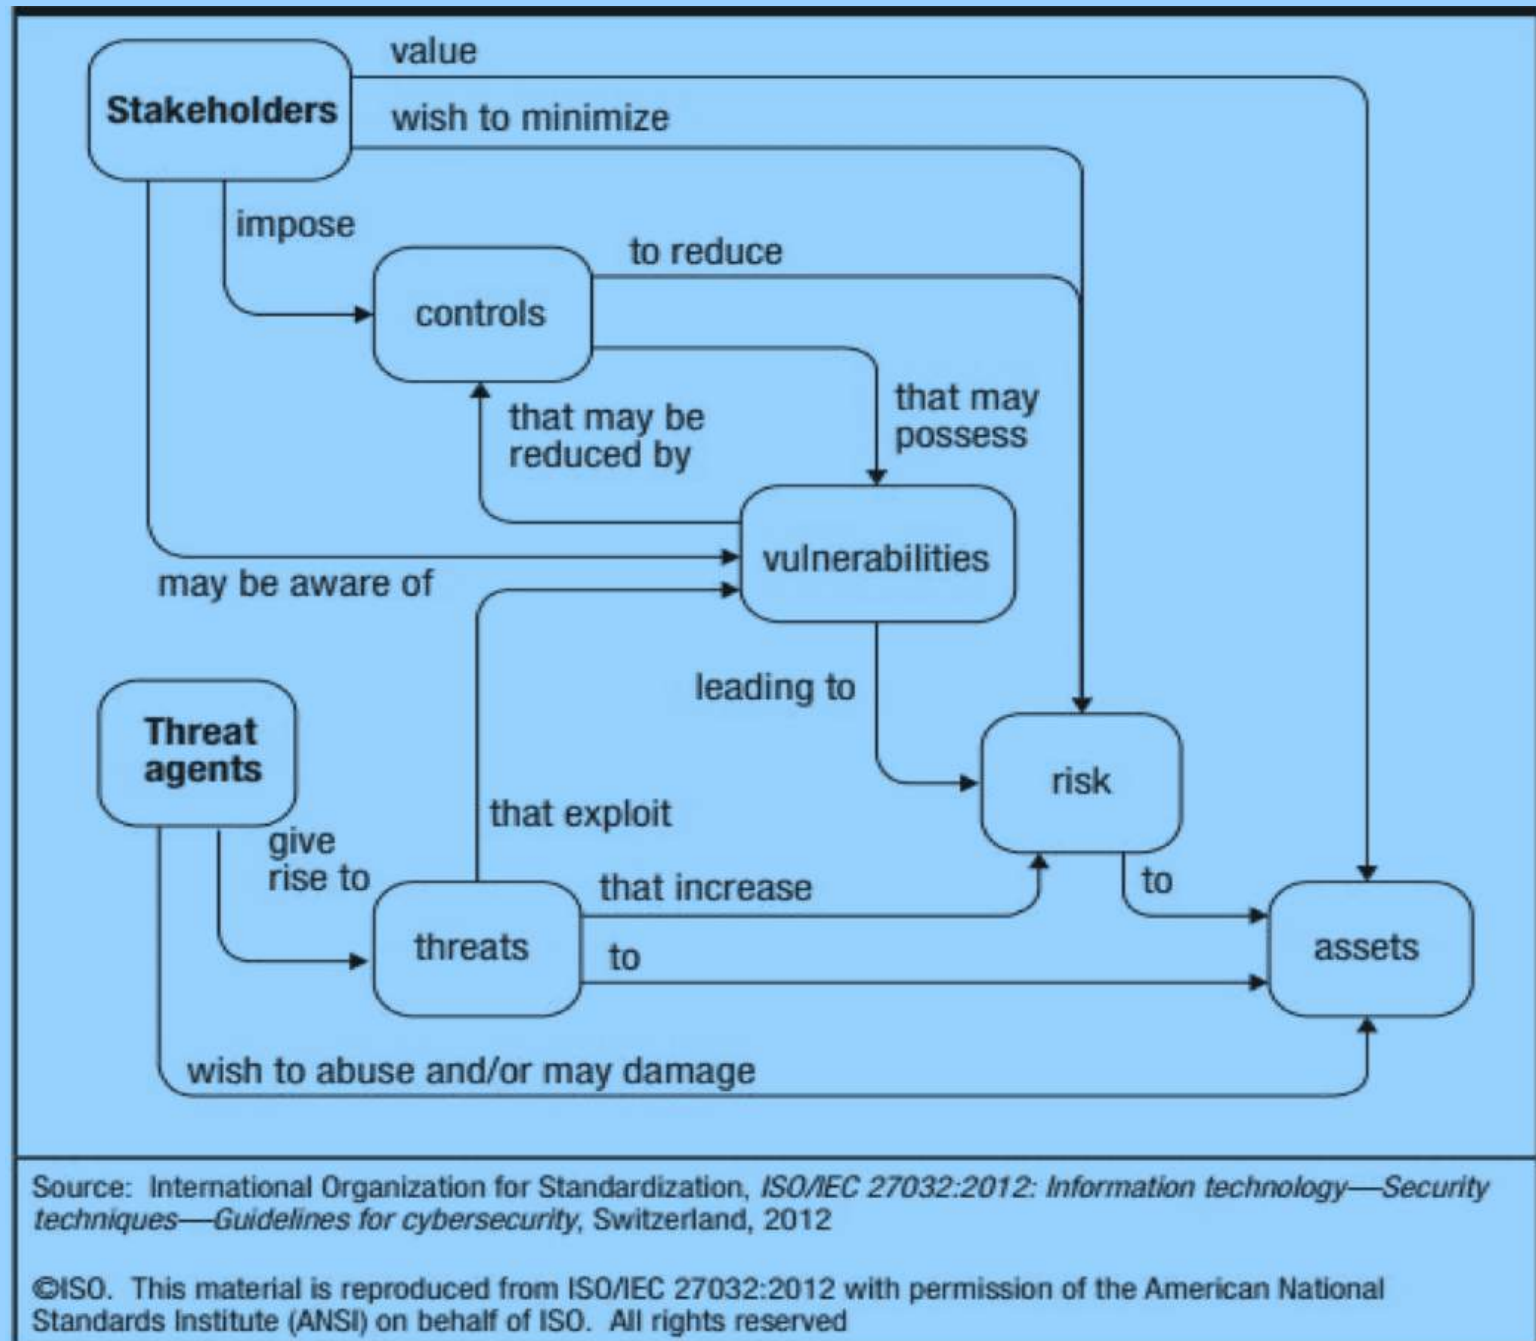 value
Stakeholders
wish to minimize
impose
to reduce
controls
that may be
reduced by
that may
possess
vulnerabilities
may be aware of
leading to
Threat
agents
risk
that exploit
give
rise to
that increase
to
threats
to
assets
wish to abuse and/or may damage
Source: International Organization for Standardization, ISO/IEC 27032:2012: Information technology—Security
techniques—Guidelines for cybersecurity, Switzerland, 2012
©ISO. This material is reproduced from ISO/IEC 27032:2012 with permission of the American National
Standards Institute (ANSI) on behalf of ISO. All rights reserved